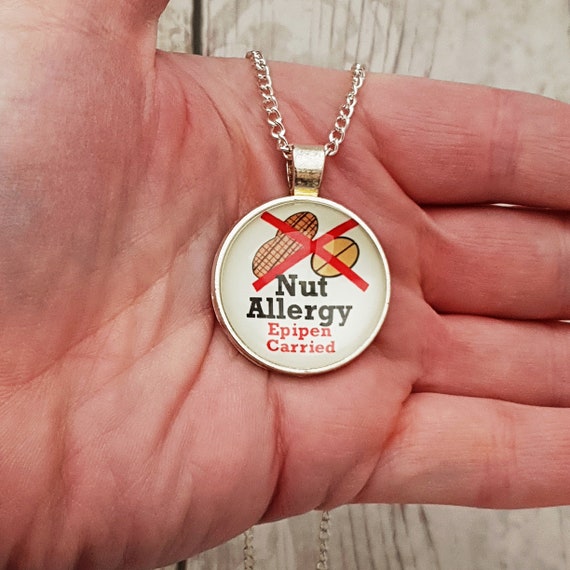 Nut
Allergy
Epipen
Carried